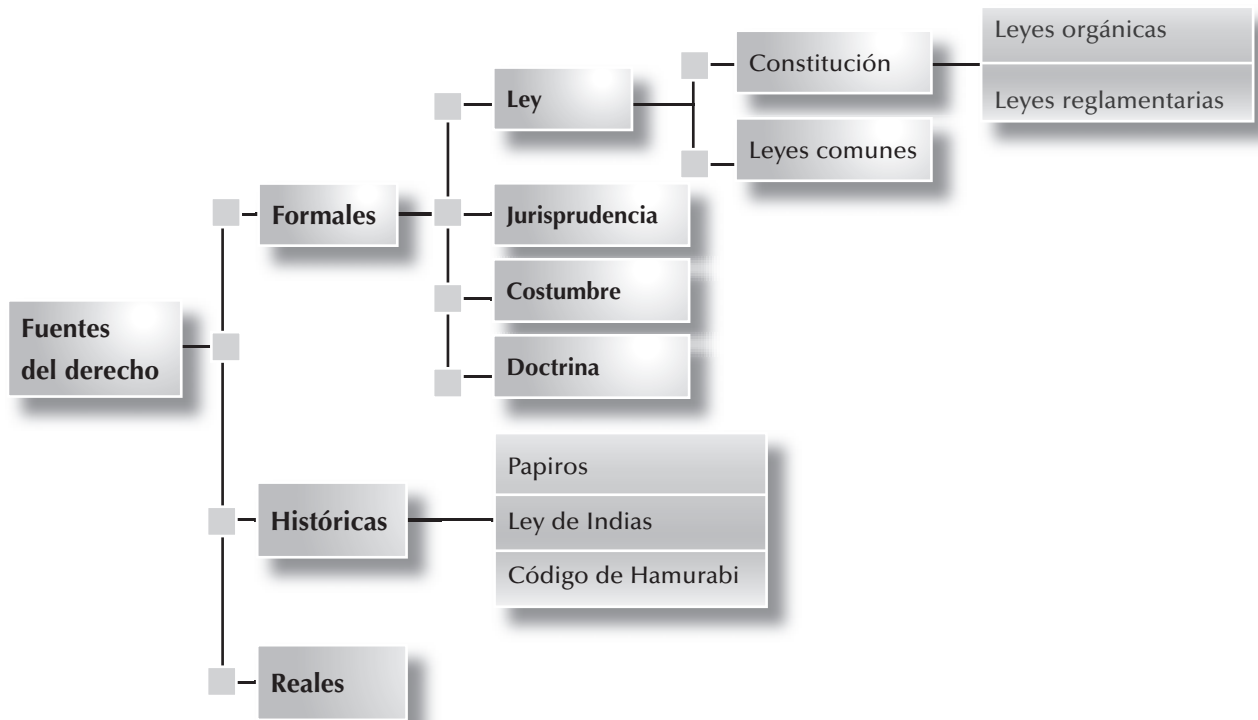 Fuentes
del derecho
Formales
Ley
Constitución
Leyes orgánicas
Leyes reglamentarias
Leyes comunes
Jurisprudencia
Costumbre
Doctrina
Históricas
Papiros
Ley de Indias
Código de Hamurabi
Reales